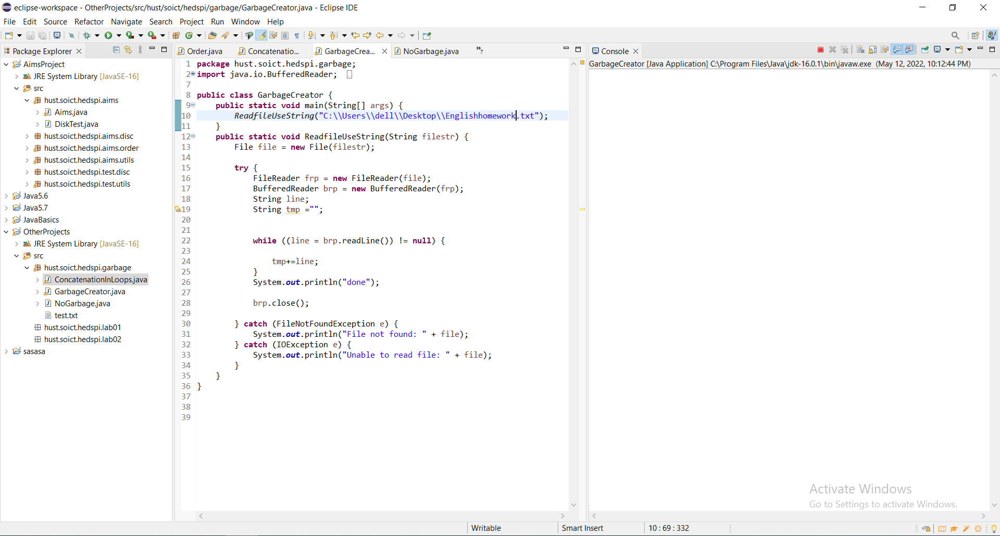 eclipse-workspace - OtherProjects/src/hust/soict/hedspi/garbage/GarbageCreator.java - Eclipse IDE
File Edit Source Refactor Navigate Search Project Run Window Help
Package Explorer
AimsProject
JRE System Library [JavaSE-16]
src
hust.soict.hedspi.aims
Aims.java
DiskTest.java
hust.soict.hedspi.aims.disc
hust.soict.hedspi.aims.order
hust.soict.hedspi.aims.utils
hust.soict.hedspi.test.disc
hust.soict.hedspi.test.utils
Java5.6
Java5.7
JavaBasics
OtherProjects
JRE System Library [JavaSE-16]
src
hust.soict.hedspi.garbage
ConcatenationInLoops.java
GarbageCreator.java
NoGarbage.java
test.txt
hust.soict.hedspi.lab01
hust.soict.hedspi.lab02
sasasa
Order.java Concatenatio... GarbageCrea... NoGarbage.java »7
1 package hust.soict.hedspi.garbage;
2 import java.io.BufferedReader;
7
8 public class GarbageCreator {
9 public static void main(String[] args) {
10 ReadfileUseString("C:\\Users\\dell\\Desktop\\Englishhomework.txt");
11 }
12 public static void ReadfileUseString(String filestr) {
13 File file = new File(filestr);
14
15 try {
16 FileReader frp = new FileReader(file);
17 BufferedReader brp = new BufferedReader(frp);
18 String line;
19 String tmp ="";
20
21
22 while ((line = brp.readLine()) != null) {
23
24 tmp+=line;
25 }
26 System.out.println("done");
27
28 brp.close();
29
30 } catch (FileNotFoundException e) {
31 System.out.println("File not found: " + file);
32 } catch (IOException e) {
33 System.out.println("Unable to read file: " + file);
34 }
35 }
36 }
37
38
39
Console
GarbageCreator [Java Application] C:\Program Files\Java\jdk-16.0.1\bin\javaw.exe (May 12, 2022, 10:12:44 PM)
Activate Windows
Go to Settings to activate Windows.
Writable Smart Insert 10 : 69 : 332